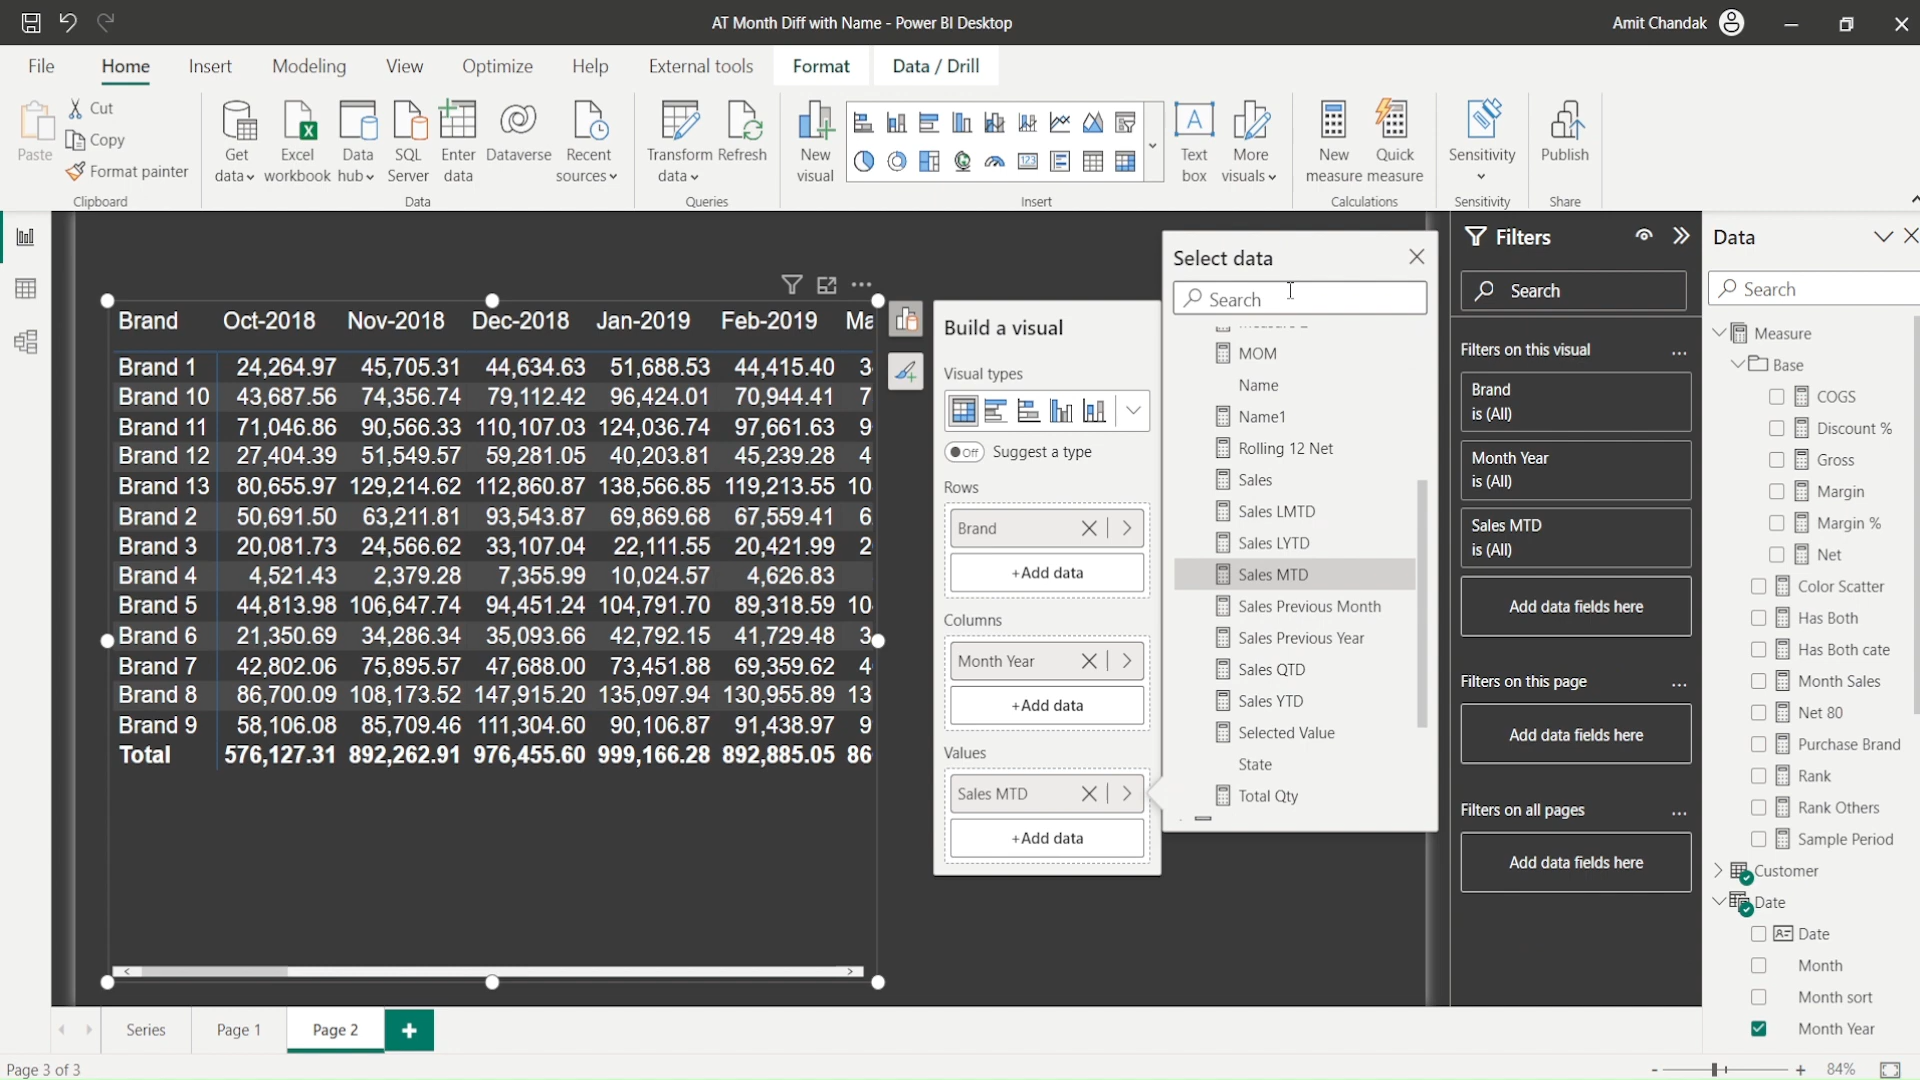 AT Month Diff with Name - Power BI Desktop
Amit Chandak
File Home Insert Modeling View Optimize Help External tools Format Data / Drill
Paste
Cut
Copy
Format painter
Clipboard
Get data
Excel workbook
Data hub
SQL Server
Enter data
Dataverse
Recent sources
Data
Transform data
Refresh
Queries
New visual
Text box
More visuals
Insert
New measure
Quick measure
Calculations
Sensitivity
Sensitivity
Publish
Share
Brand Oct-2018 Nov-2018 Dec-2018 Jan-2019 Feb-2019 Ma
Brand 1 24,264.97 45,705.31 44,634.63 51,688.53 44,415.40 3
Brand 10 43,687.56 74,356.74 79,112.42 96,424.01 70,944.41 7
Brand 11 71,046.86 90,566.33 110,107.03 124,036.74 97,661.63 9
Brand 12 27,404.39 51,549.57 59,281.05 40,203.81 45,239.28 4
Brand 13 80,655.97 129,214.62 112,860.87 138,566.85 119,213.55 10
Brand 2 50,691.50 63,211.81 93,543.87 69,869.68 67,559.41 6
Brand 3 20,081.73 24,566.62 33,107.04 22,111.55 20,421.99 2
Brand 4 4,521.43 2,379.28 7,355.99 10,024.57 4,626.83
Brand 5 44,813.98 106,647.74 94,451.24 104,791.70 89,318.59 10
Brand 6 21,350.69 34,286.34 35,093.66 42,792.15 41,729.48 3
Brand 7 42,802.06 75,895.57 47,688.00 73,451.88 69,359.62 4
Brand 8 86,700.09 108,173.52 147,915.20 135,097.94 130,955.89 13
Brand 9 58,106.08 85,709.46 111,304.60 90,106.87 91,438.97 9
Total 576,127.31 892,262.91 976,455.60 999,166.28 892,885.05 86
Build a visual
Visual types
Off Suggest a type
Rows
Brand
+Add data
Columns
Month Year
+Add data
Values
Sales MTD
+Add data
Select data
Search
MOM
Name
Name1
Rolling 12 Net
Sales
Sales LMTD
Sales LYTD
Sales MTD
Sales Previous Month
Sales Previous Year
Sales QTD
Sales YTD
Selected Value
State
Total Qty
Filters
Search
Filters on this visual ...
Brand
is (All)
Month Year
is (All)
Sales MTD
is (All)
Add data fields here
Filters on this page ...
Add data fields here
Filters on all pages ...
Add data fields here
Data
Search
Measure
Base
COGS
Discount %
Gross
Margin
Margin %
Net
Color Scatter
Has Both
Has Both cate
Month Sales
Net 80
Purchase Brand
Rank
Rank Others
Sample Period
Customer
Date
Date
Month
Month sort
Month Year
Series Page 1 Page 2 +
Page 3 of 3
- + 84%